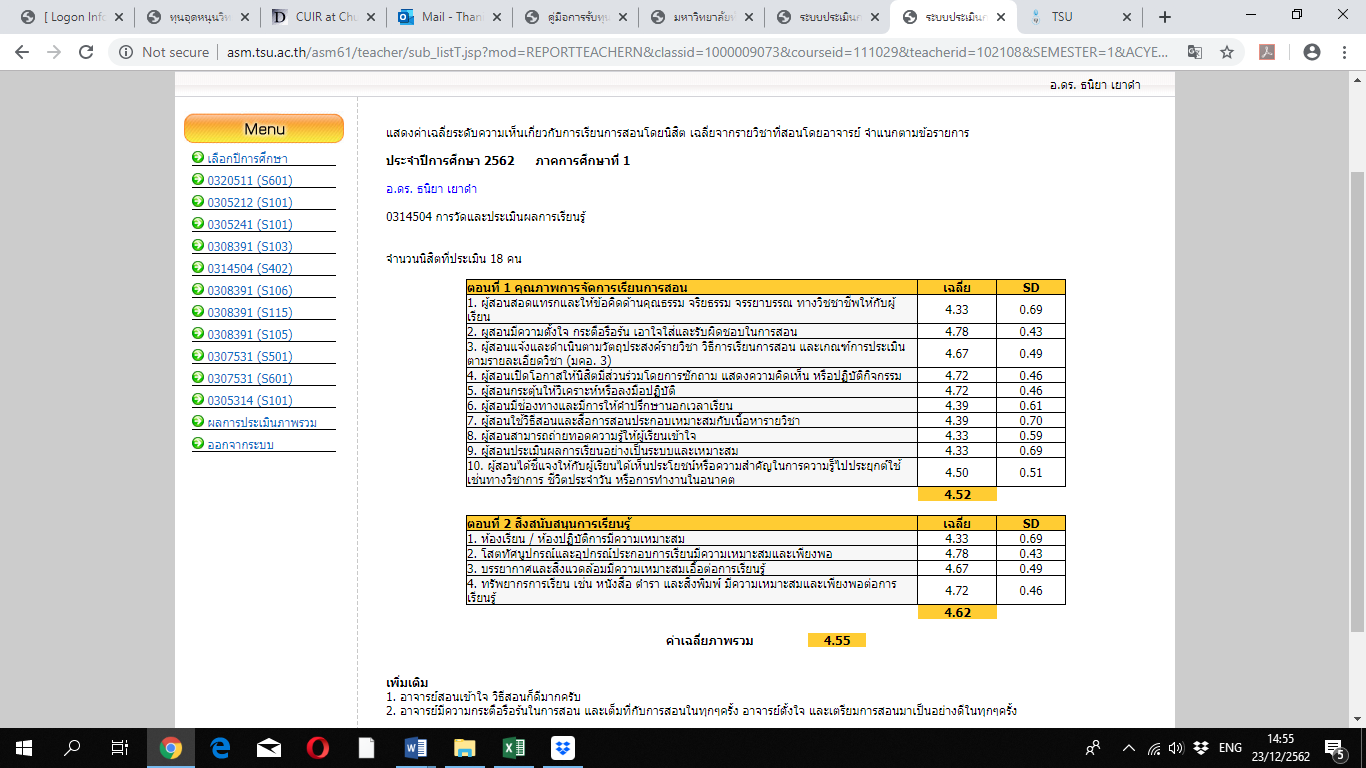 [ Logon Info
ทุนอุดหนุนวิท
CUIR at Chu
Mail - Than
คู่มือการรับทุน
มหาวิทยาลัย
ระบบประเมิน
ระบบประเมิน
TSU
Not secure | asm.tsu.ac.th/asm61/teacher/sub_listT.jsp?mod=REPORTTEACHERN&classid=1000009073&courseid=111029&teacherid=102108&SEMESTER=1&ACYE...
อ.ดร. ธนิยา เยาดำ
Menu
เลือกปีการศึกษา
0320511 (S601)
0305212 (S101)
0305241 (S101)
0308391 (S103)
0314504 (S402)
0308391 (S106)
0308391 (S115)
0308391 (S105)
0307531 (S501)
0307531 (S601)
0305314 (S101)
ผลการประเมินภาพรวม
ออกจากระบบ
แสดงค่าเฉลี่ยระดับความเห็นเกี่ยวกับการเรียนการสอนโดยนิสิต เฉลี่ยจากรายวิชาที่สอนโดยอาจารย์ จำแนกตามข้อรายการ
ประจำปีการศึกษา 2562 ภาคการศึกษาที่ 1
อ.ดร. ธนิยา เยาดำ
0314504 การวัดและประเมินผลการเรียนรู้
จำนวนนิสิตที่ประเมิน 18 คน
ตอนที่ 1 คุณภาพการจัดการเรียนการสอน เฉลี่ย SD
1. ผู้สอนสอดแทรกและให้ข้อคิดด้านคุณธรรม จริยธรรม จรรยาบรรณ ทางวิชชาชีพให้กับผู้
เรียน 4.33 0.69
2. ผูสอนมีความตั้งใจ กระตือรือรัน เอาใจใส่และรับผิดชอบในการสอน 4.78 0.43
3. ผู้สอนแจ้งและดำเนินตามวัตถุประสงค์รายวิชา วิธีการเรียนการสอน และเกณฑ์การประเมิน
ตามรายละเอียดวิชา (มคอ. 3) 4.67 0.49
4. ผู้สอนเปิดโอกาสให้นิสิตมีส่วนร่วมโดยการซักถาม แสดงความคิดเห็น หรือปฏิบัติกิจกรรม 4.72 0.46
5. ผู้สอนกระตุ้นให้วิเคราะห์หรือลงมือปฏิบัติ 4.72 0.46
6. ผู้สอนมีช่องทางและมีการให้คำปรึกษานอกเวลาเรียน 4.39 0.61
7. ผู้สอนใช้วิธีสอนและสื่อการสอนประกอบเหมาะสมกับเนื้อหารายวิชา 4.39 0.70
8. ผู้สอนสามารถถ่ายทอดความรู้ให้ผู้เรียนเข้าใจ 4.33 0.59
9. ผู้สอนประเมินผลการเรียนอย่างเป็นระบบและเหมาะสม 4.33 0.69
10. ผู้สอนได้ชี้แจงให้กับผู้เรียนได้เห็นประโยชน์หรือความสำคัญในการความรู้ไปประยุกต์ใช้
เช่นทางวิชาการ ชีวิตประจำวัน หรือการทำงานในอนาคต 4.50 0.51
4.52
ตอนที่ 2 สิ่งสนับสนุนการเรียนรู้ เฉลี่ย SD
1. ห้องเรียน / ห้องปฏิบัติการมีความเหมาะสม 4.33 0.69
2. โสตทัศนูปกรณ์และอุปกรณ์ประกอบการเรียนมีความเหมาะสมและเพียงพอ 4.78 0.43
3. บรรยากาศและสิ่งแวดล้อมมีความเหมาะสมเอื้อต่อการเรียนรู้ 4.67 0.49
4. ทรัพยากรการเรียน เช่น หนังสือ ตำรา และสิ่งพิมพ์ มีความเหมาะสมและเพียงพอต่อการ
เรียนรู้ 4.72 0.46
4.62
ค่าเฉลี่ยภาพรวม 4.55
เพิ่มเติม
1. อาจารย์สอนเข้าใจ วิธีสอนก็ดีมากครับ
2. อาจารย์มีความกระตือรือรันในการสอน และเต็มที่กับการสอนในทุกๆครั้ง อาจารย์ตั้งใจ และเตรียมการสอนมาเป็นอย่างดีในทุกๆครั้ง
ENG
14:55
23/12/2562
5